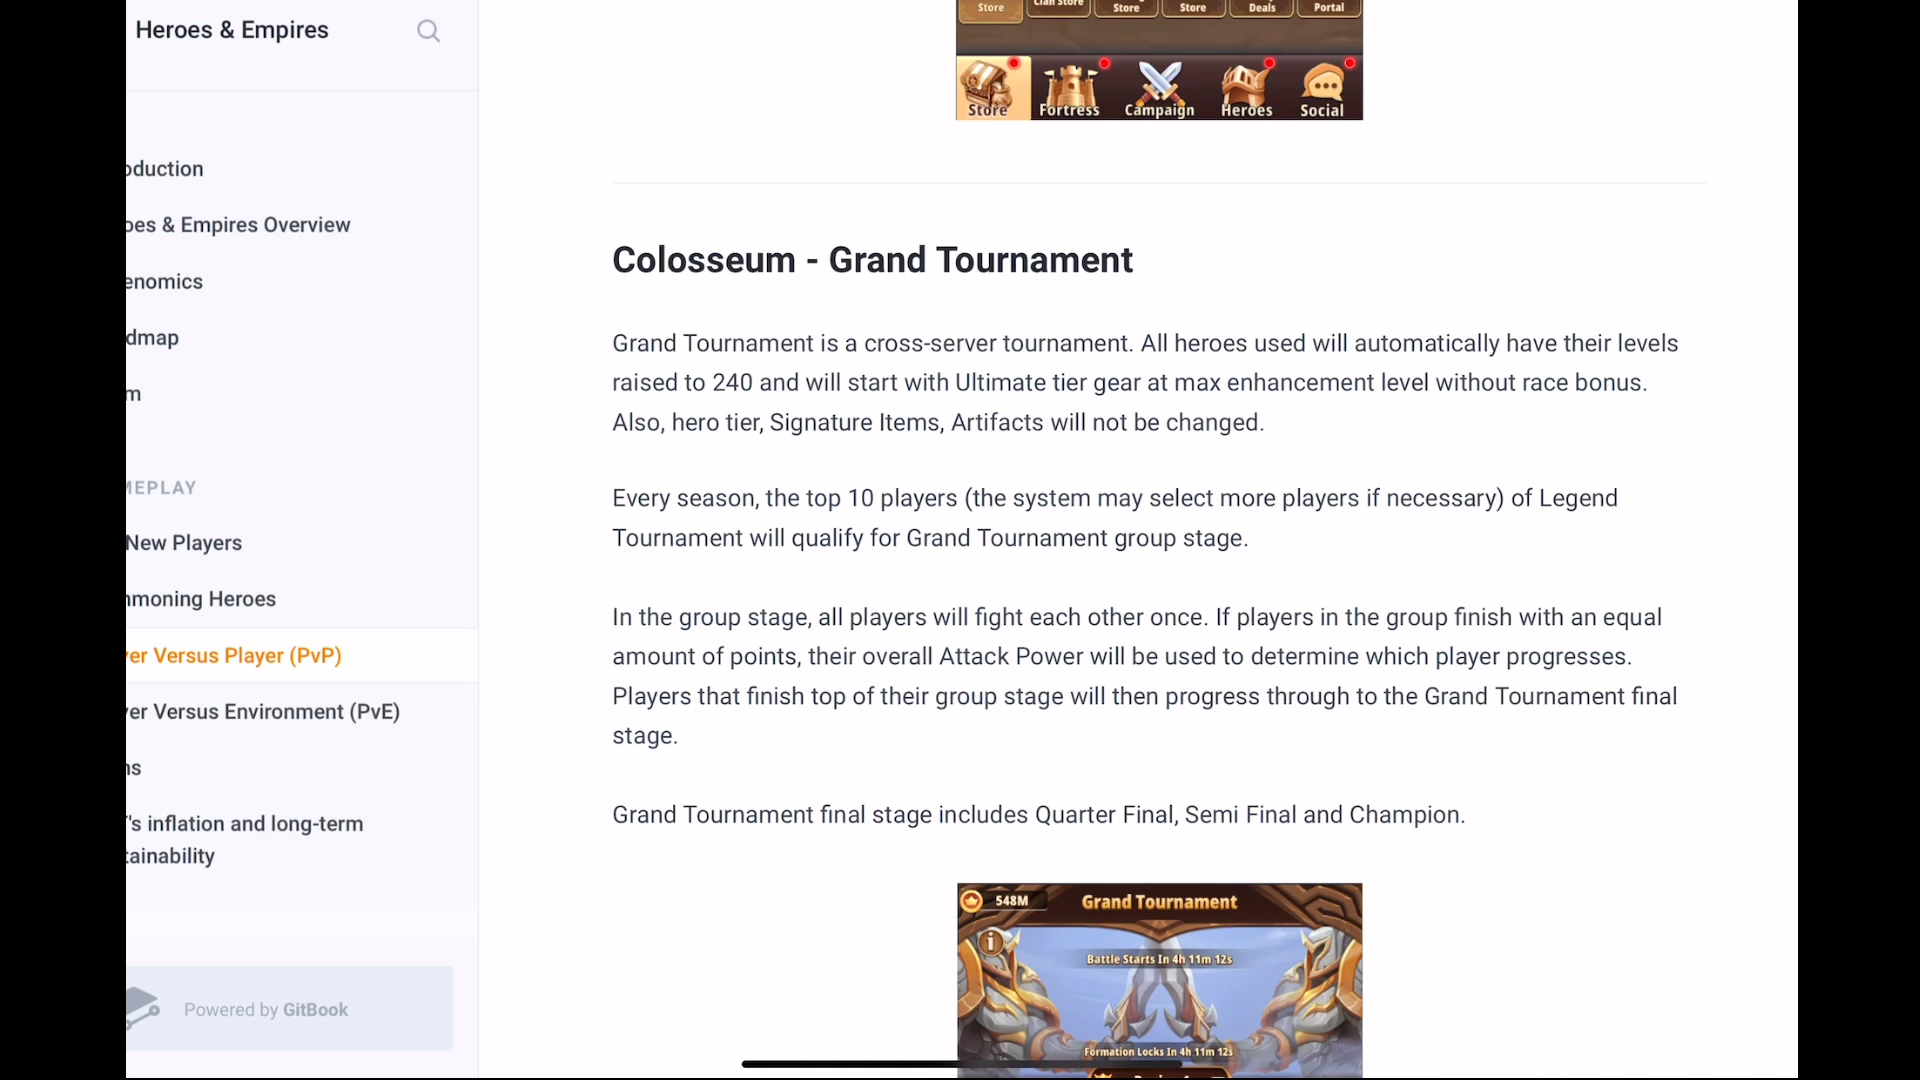 Heroes & Empires
oduction
oes & Empires Overview
enomics
dmap
m
MEPLAY
New Players
nmoning Heroes
yer Versus Player (PvP)
yer Versus Environment (PvE)
ns
T's inflation and long-term
tainability
Powered by GitBook
Store
Clan Store
Store
Store
Deals
Portal
Store
Fortress
Campaign
Heroes
Social
Colosseum - Grand Tournament
Grand Tournament is a cross-server tournament. All heroes used will automatically have their levels
raised to 240 and will start with Ultimate tier gear at max enhancement level without race bonus.
Also, hero tier, Signature Items, Artifacts will not be changed.
Every season, the top 10 players (the system may select more players if necessary) of Legend
Tournament will qualify for Grand Tournament group stage.
In the group stage, all players will fight each other once. If players in the group finish with an equal
amount of points, their overall Attack Power will be used to determine which player progresses.
Players that finish top of their group stage will then progress through to the Grand Tournament final
stage.
Grand Tournament final stage includes Quarter Final, Semi Final and Champion.
548M
Grand Tournament
Battle Starts In 4h 11m 12s
Formation Locks In 4h 11m 12s